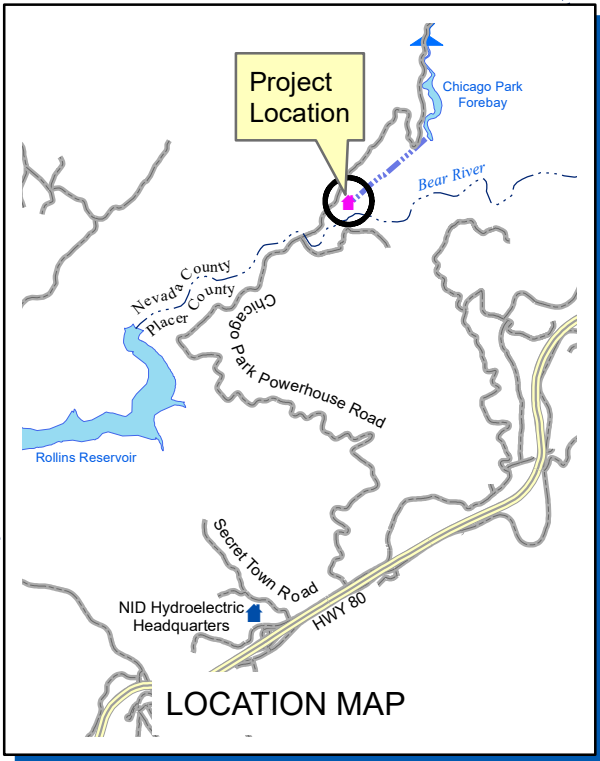 Project
Location
Chicago Park
Forebay
Bear River
Nevada County
Placer County
Chicago Park Powerhouse Road
Rollins Reservoir
Secret Town Road
NID Hydroelectric
Headquarters
HWY 80
LOCATION MAP